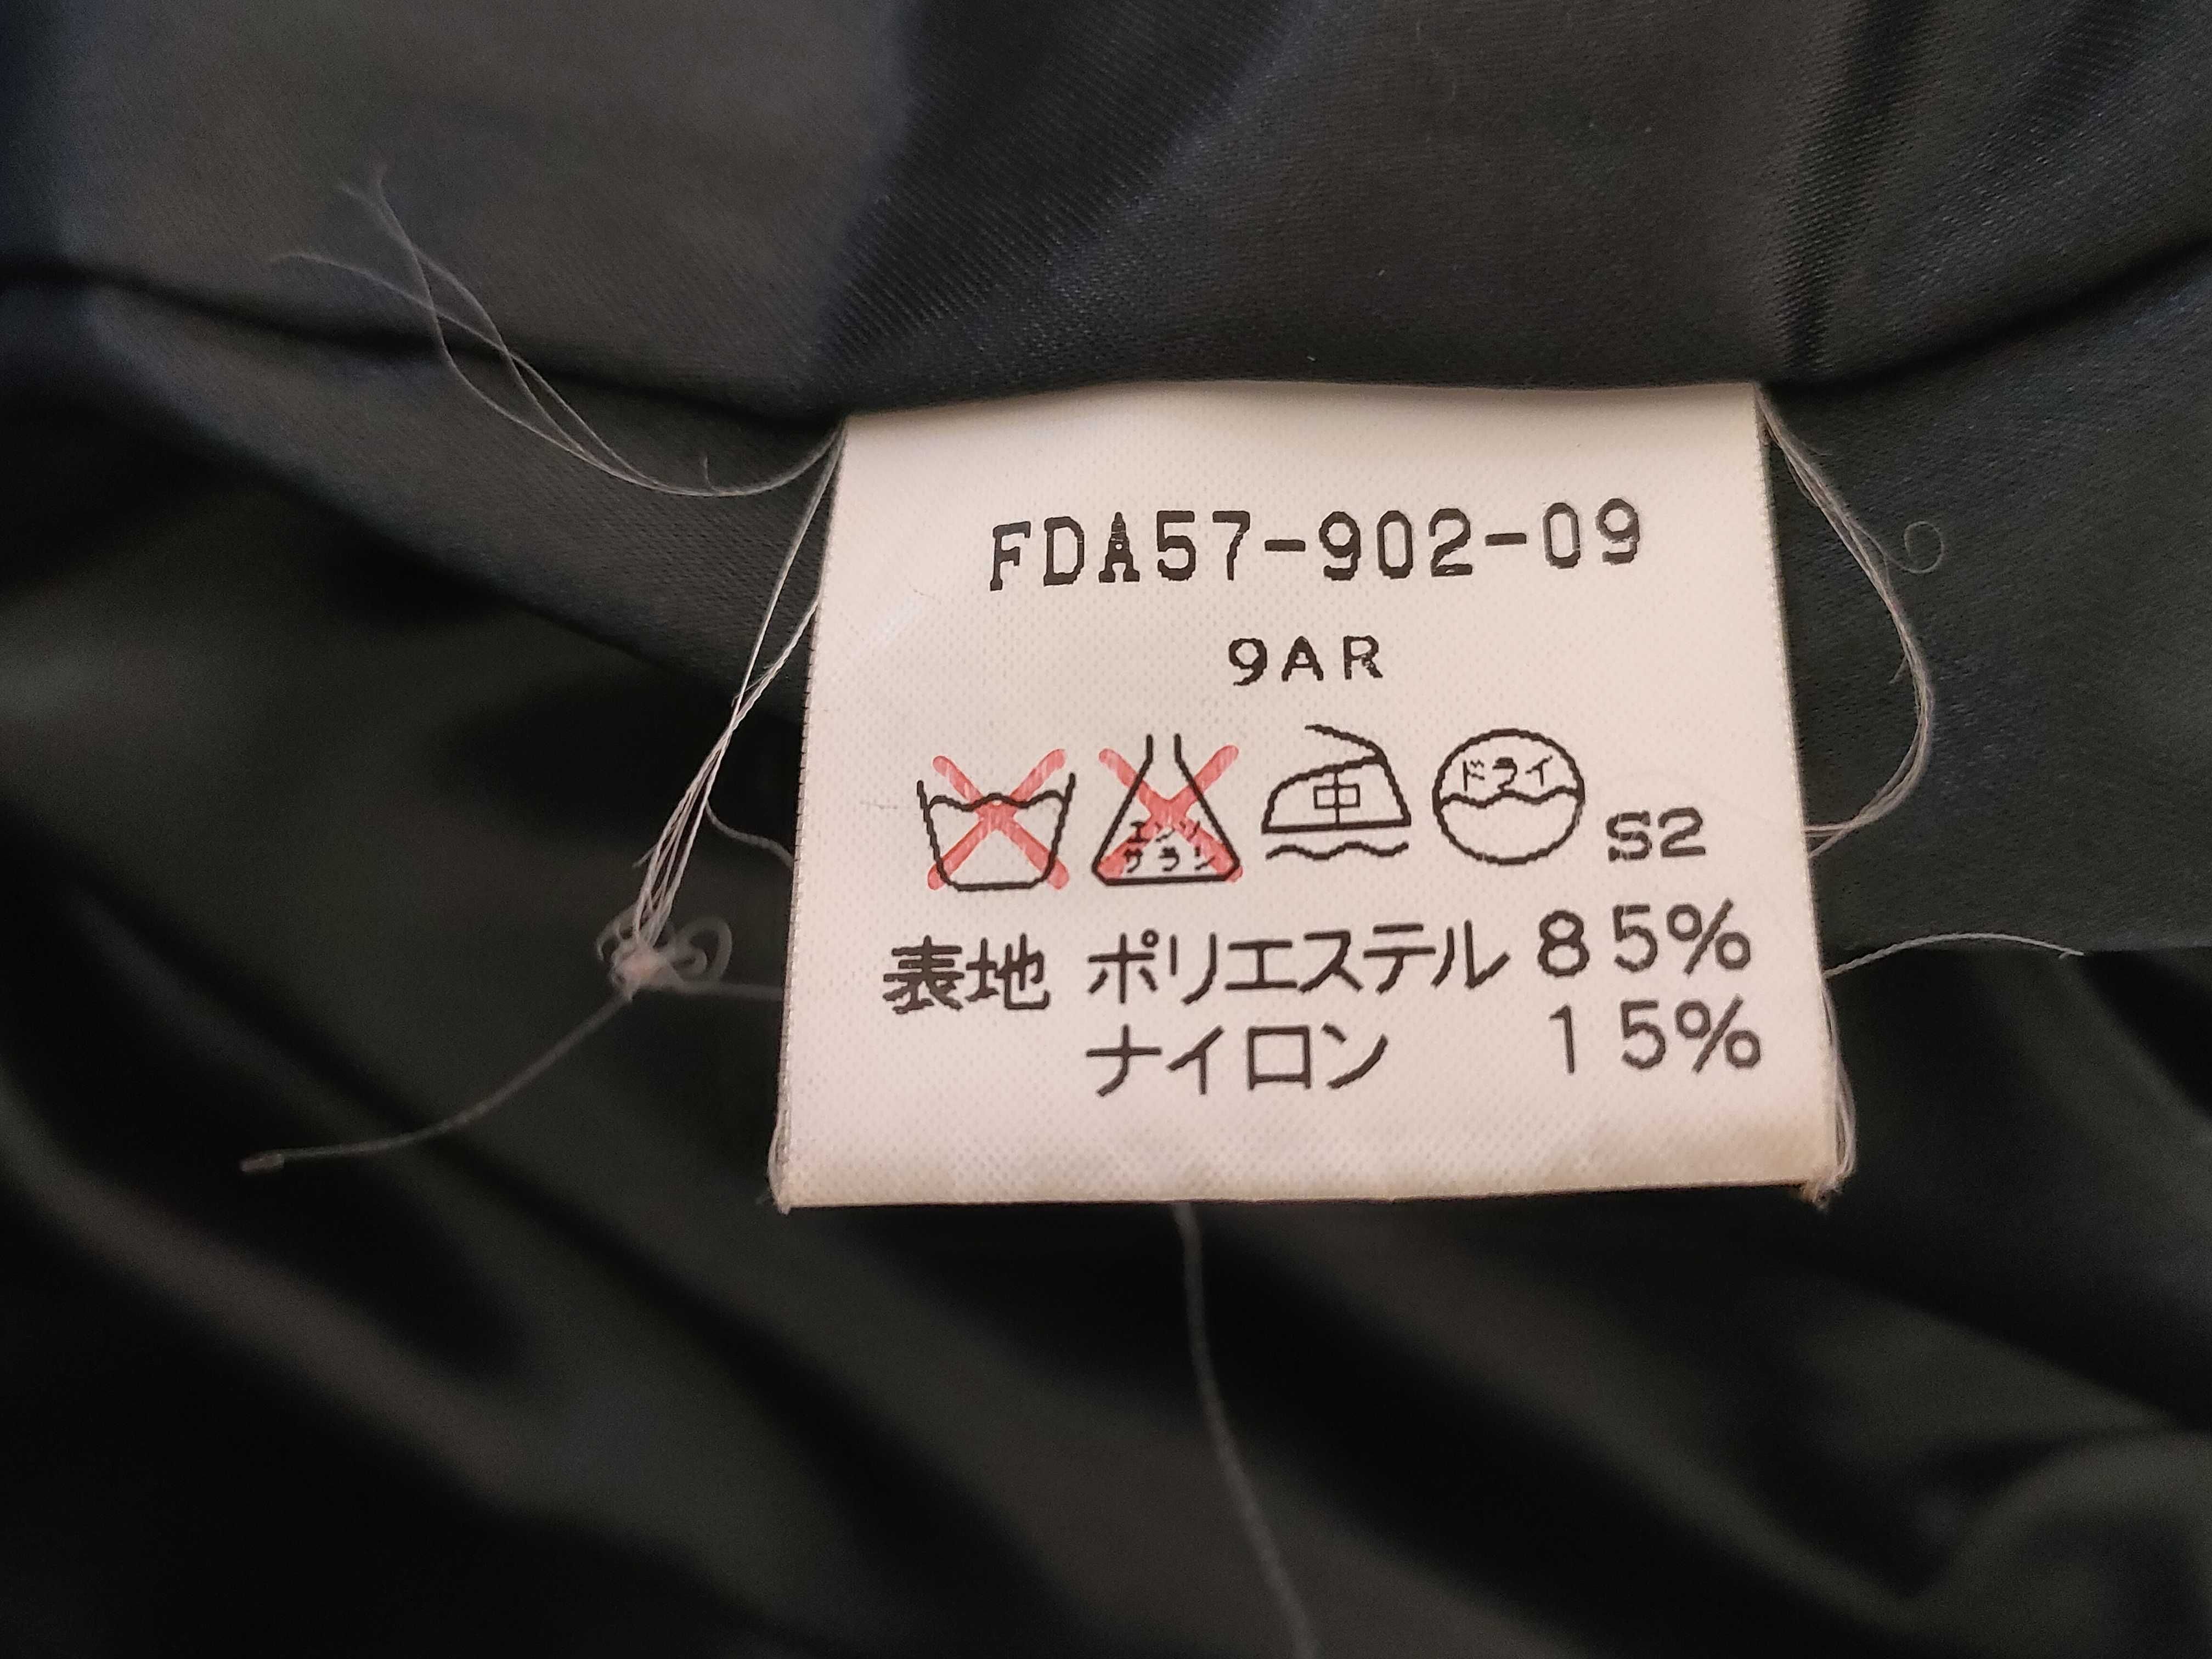 FDA57-902-09
9AR
エンソ
サラシ
中
ドライ
S2
表地 ポリエステル 85%
ナイロン 15%